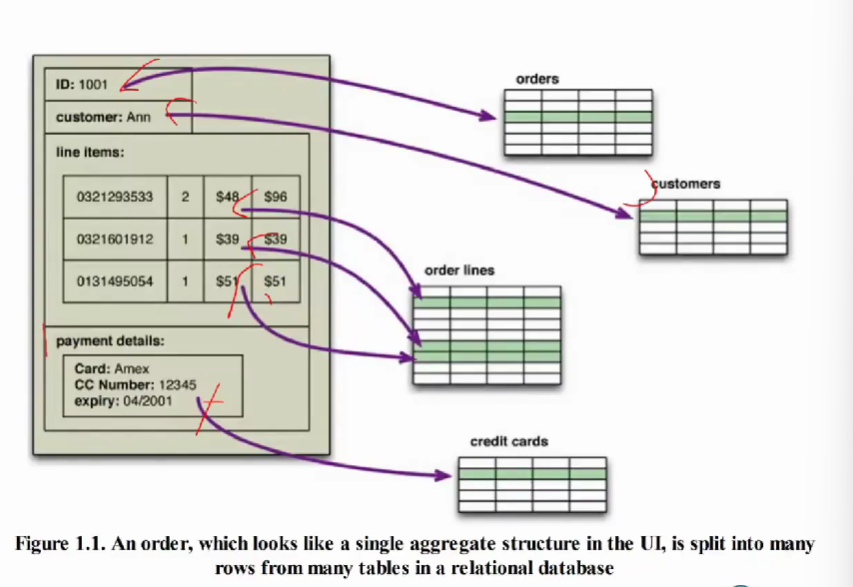 ID: 1001
customer: Ann
line items:
0321293533 2 $48 $96
0321601912 1 $39 $39
0131495054 1 $51 $51
payment details:
Card: Amex
CC Number: 12345
expiry: 04/2001
orders
customers
order lines
credit cards
Figure 1.1. An order, which looks like a single aggregate structure in the UI, is split into many
rows from many tables in a relational database